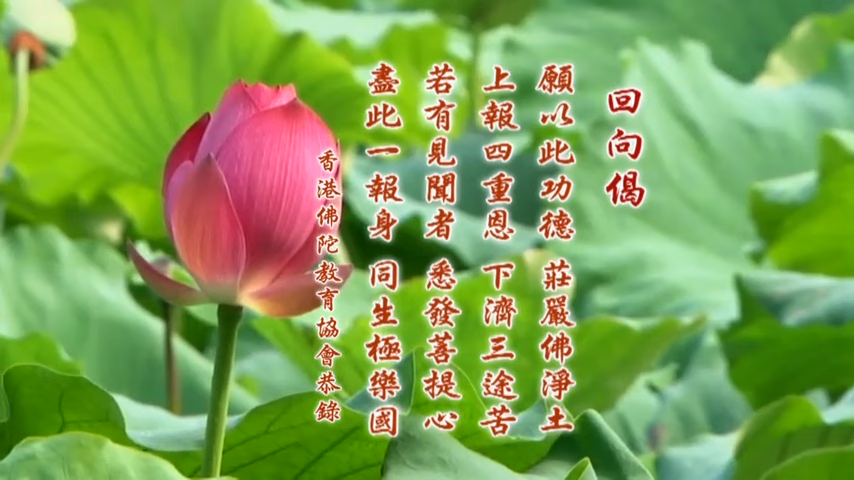 回向偈
願以此功德 莊嚴佛淨土
上報四重恩 下濟三途苦
若有見聞者 悉發菩提心
盡此一報身 同生極樂國
香港佛陀教育協會恭錄